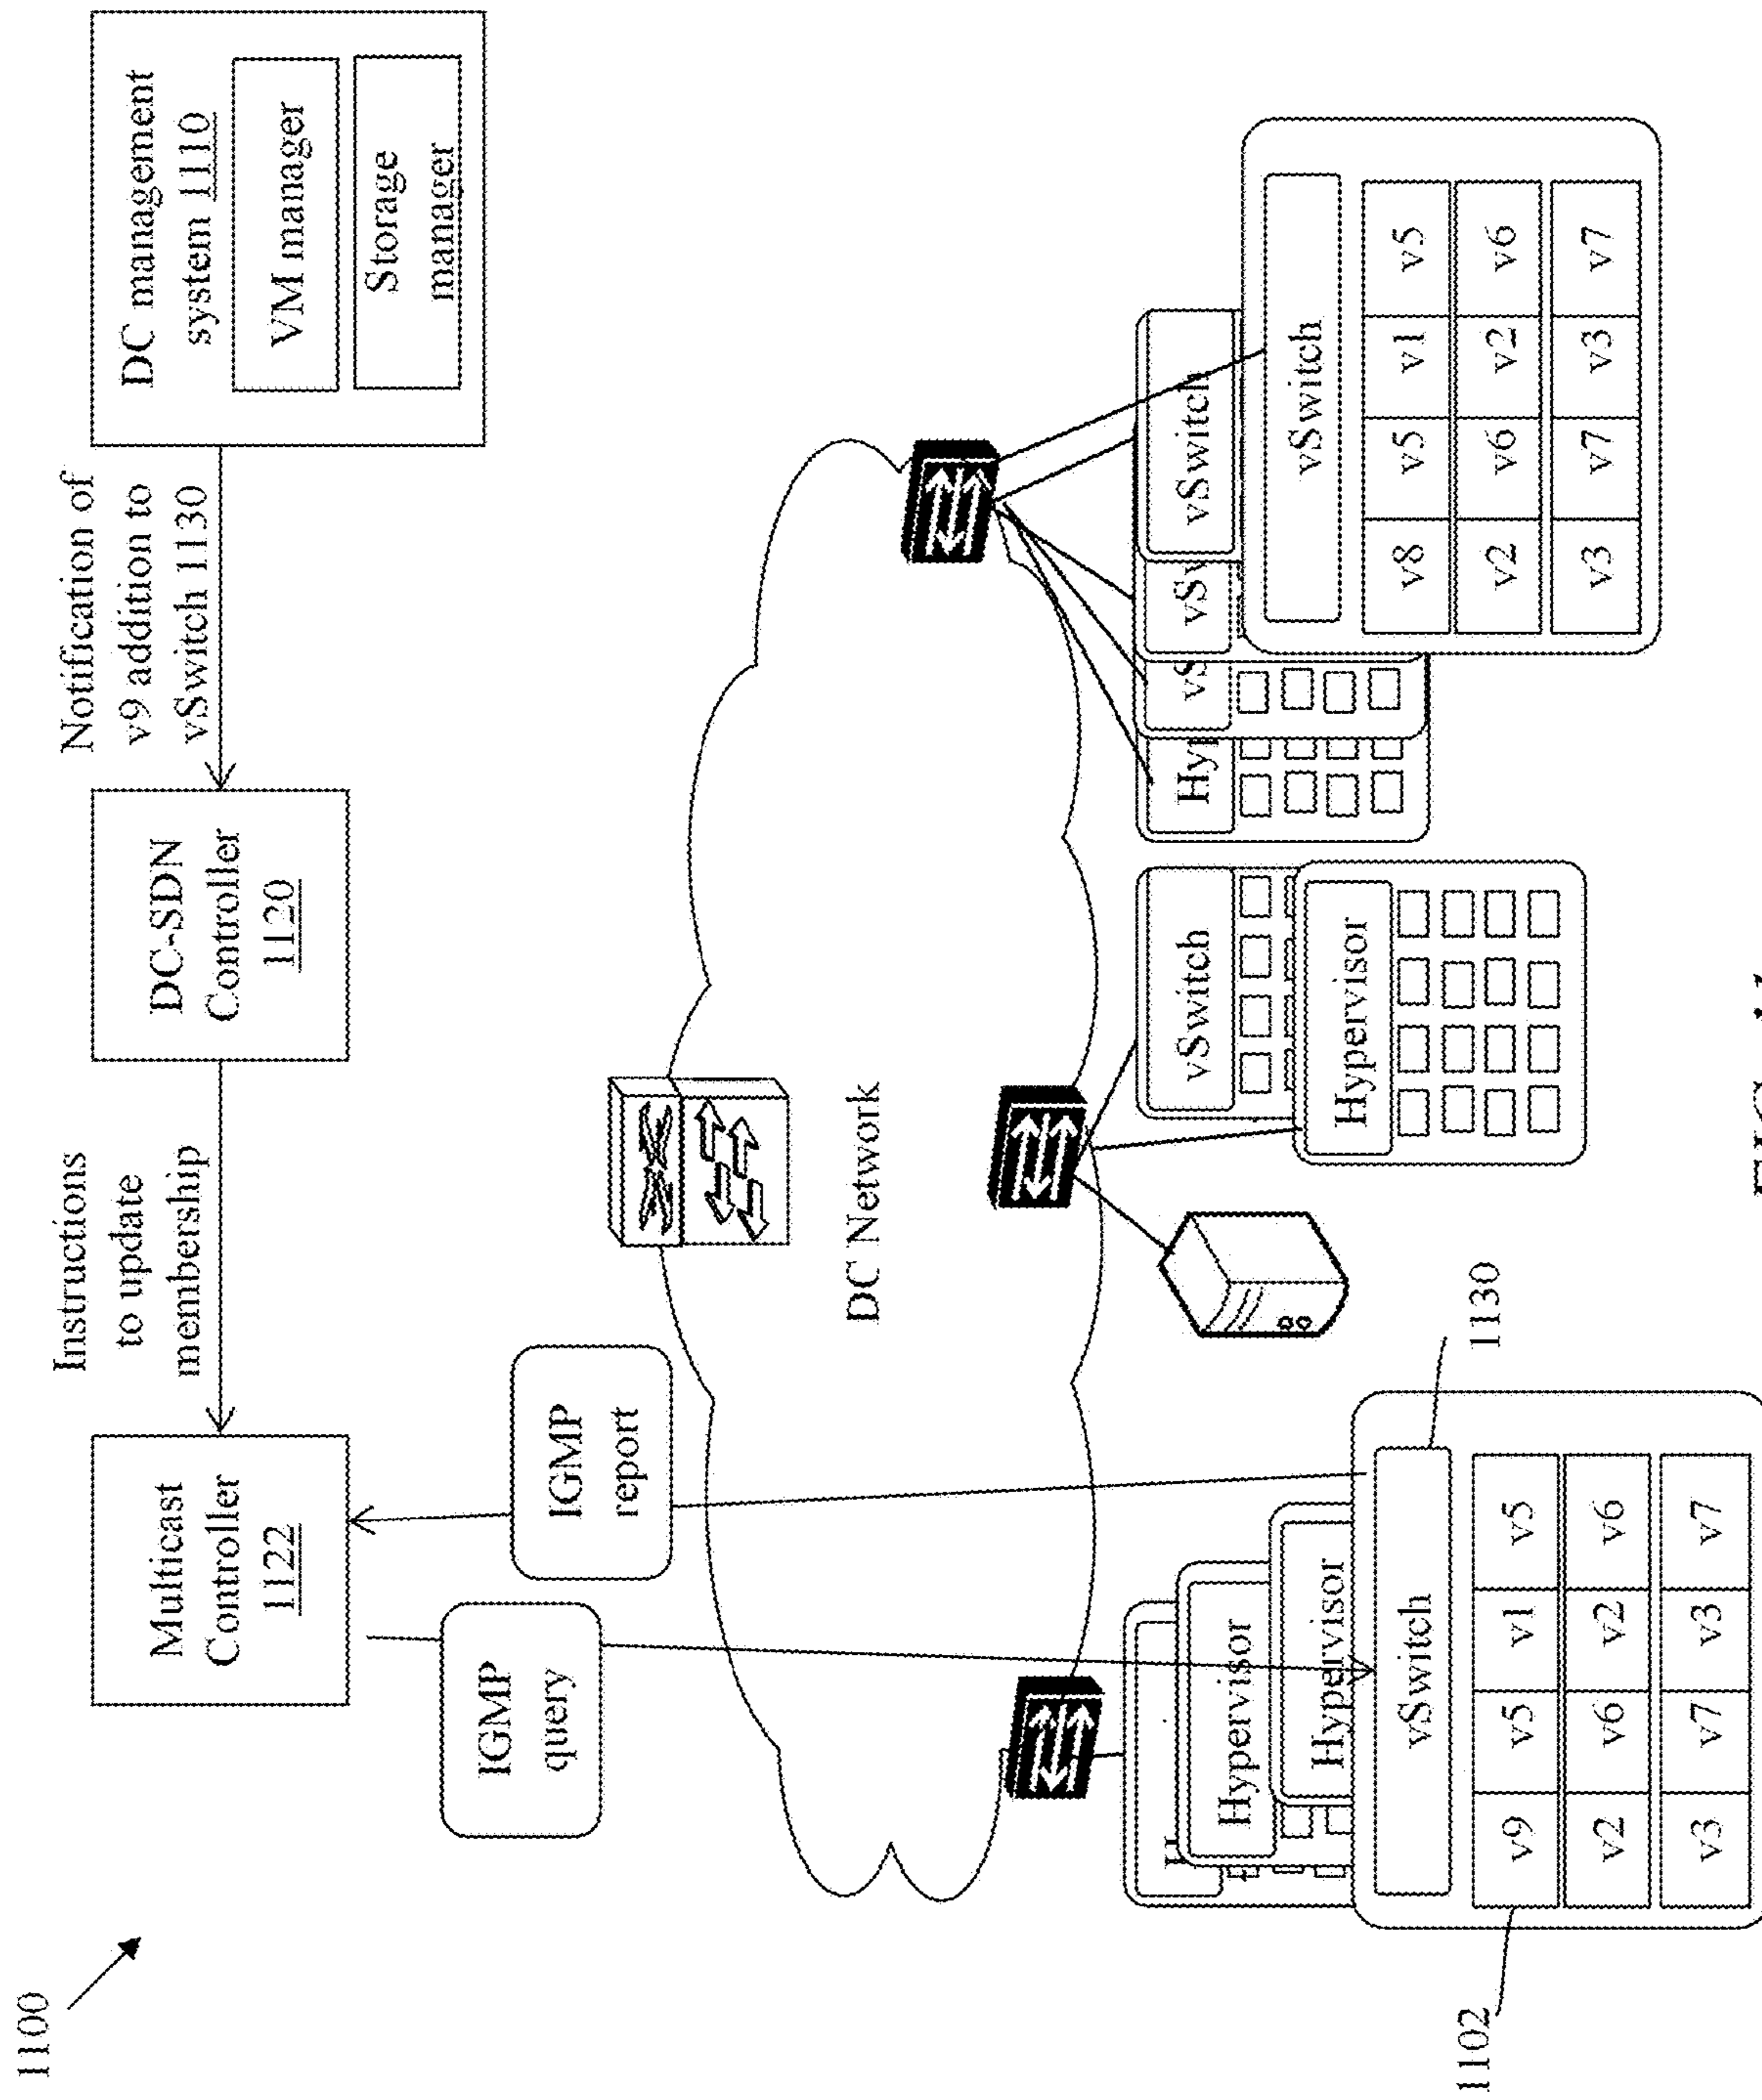 1100
Multicast
Controller
1122
Instructions
to update
membership
DC-SDN
Controller
1120
Notification of
v9 addition to
vSwitch 1130
DC management
system 1110
VM manager
Storage
manager
IGMP
query
IGMP
report
DC Network
Hypervisor
Hypervisor
vSwitch
1130
v9 v5 v1 v5
v2 v6 v2 v6
v3 v7 v3 v7
1102
vSwitch
Hypervisor
Hyp
vS
vSw
vSwitch
vSwitch
v8 v5 v1 v5
v2 v6 v2 v6
v3 v7 v3 v7